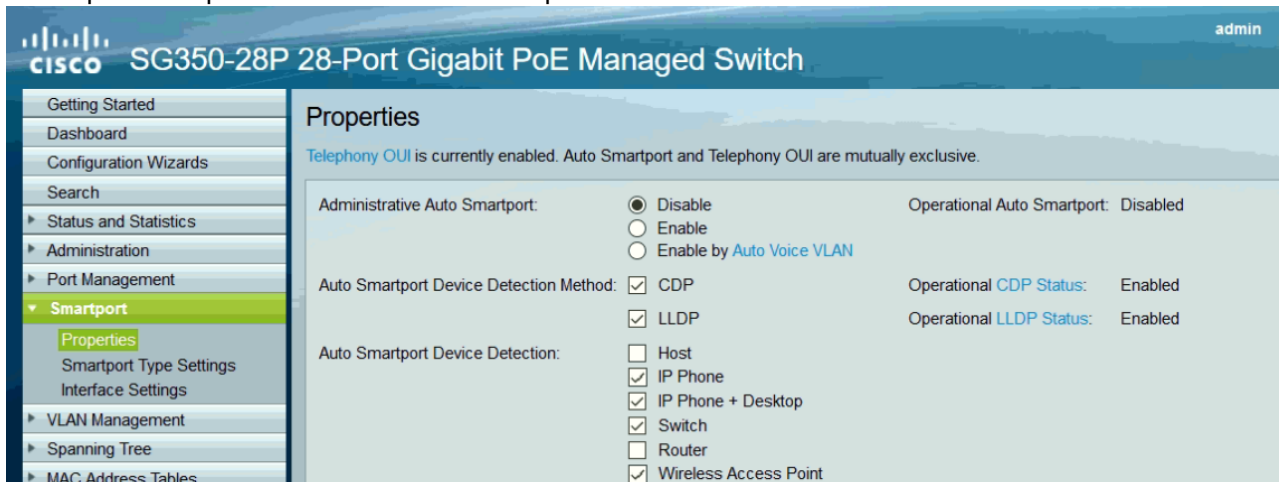 admin
cisco SG350-28P 28-Port Gigabit PoE Managed Switch
Getting Started
Dashboard
Configuration Wizards
Search
Status and Statistics
Administration
Port Management
Smartport
Properties
Smartport Type Settings
Interface Settings
VLAN Management
Spanning Tree
MAC Address Tables
Properties
Telephony OUI is currently enabled. Auto Smartport and Telephony OUI are mutually exclusive.
Administrative Auto Smartport: Disable Operational Auto Smartport: Disabled
Enable
Enable by Auto Voice VLAN
Auto Smartport Device Detection Method: CDP Operational CDP Status: Enabled
LLDP Operational LLDP Status: Enabled
Auto Smartport Device Detection: Host
IP Phone
IP Phone + Desktop
Switch
Router
Wireless Access Point